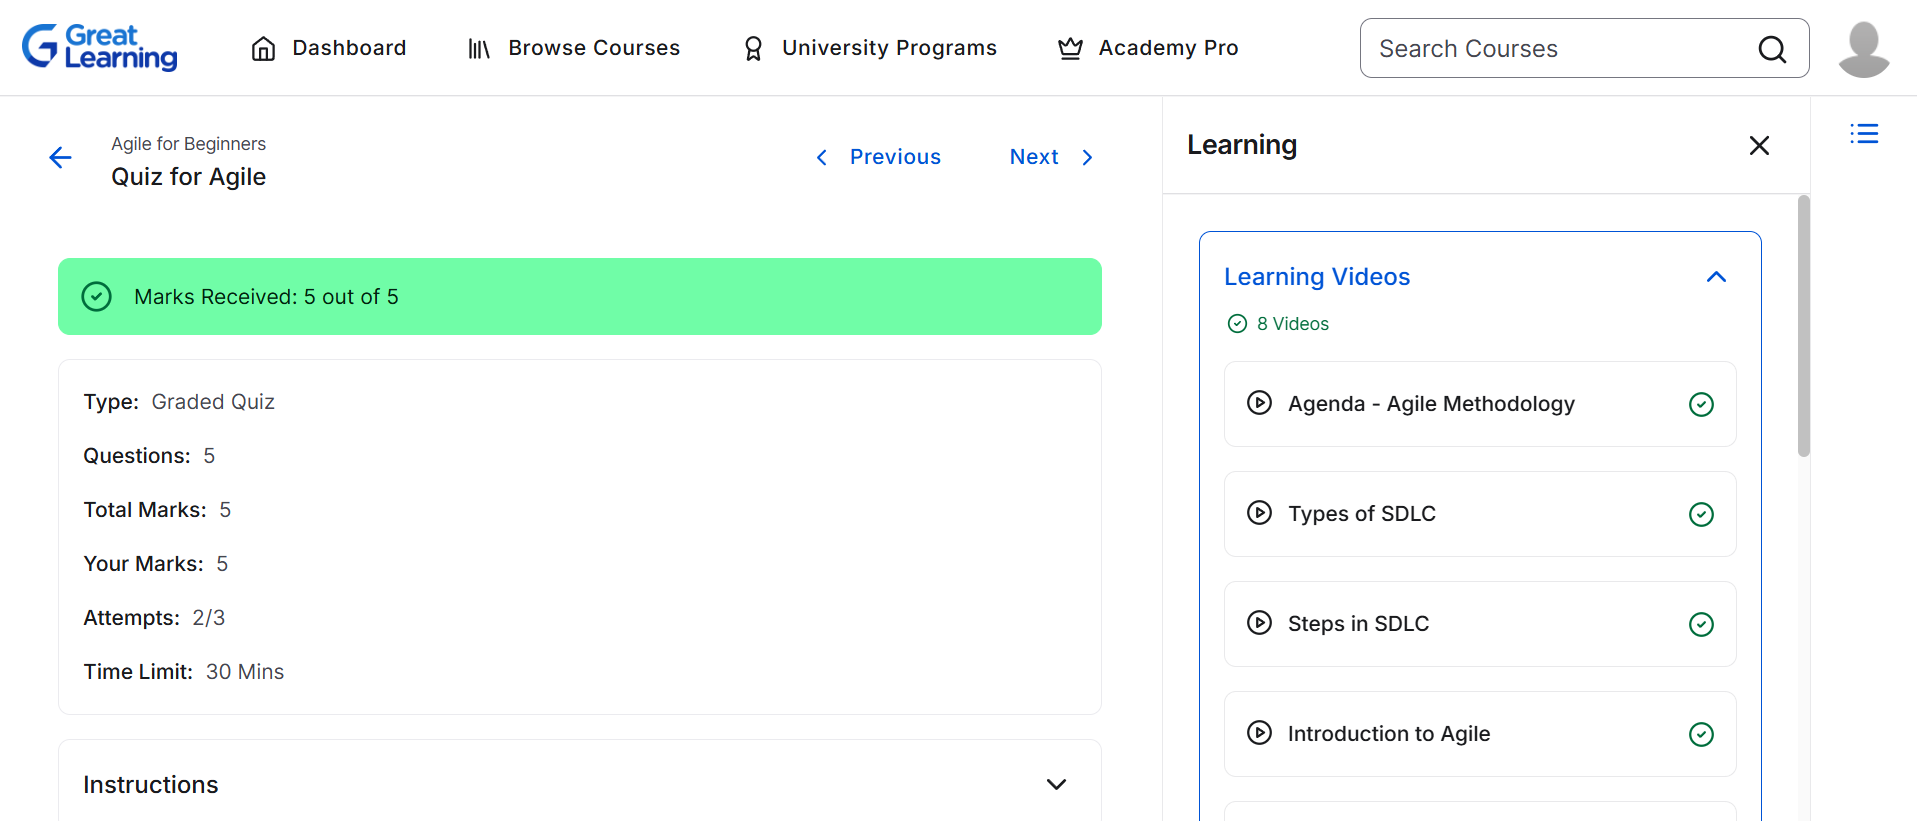 Great Learning
Dashboard
Browse Courses
University Programs
Academy Pro
Search Courses
Agile for Beginners
Quiz for Agile
Previous
Next
Marks Received: 5 out of 5
Type: Graded Quiz
Questions: 5
Total Marks: 5
Your Marks: 5
Attempts: 2/3
Time Limit: 30 Mins
Instructions
Learning
Learning Videos
8 Videos
Agenda - Agile Methodology
Types of SDLC
Steps in SDLC
Introduction to Agile